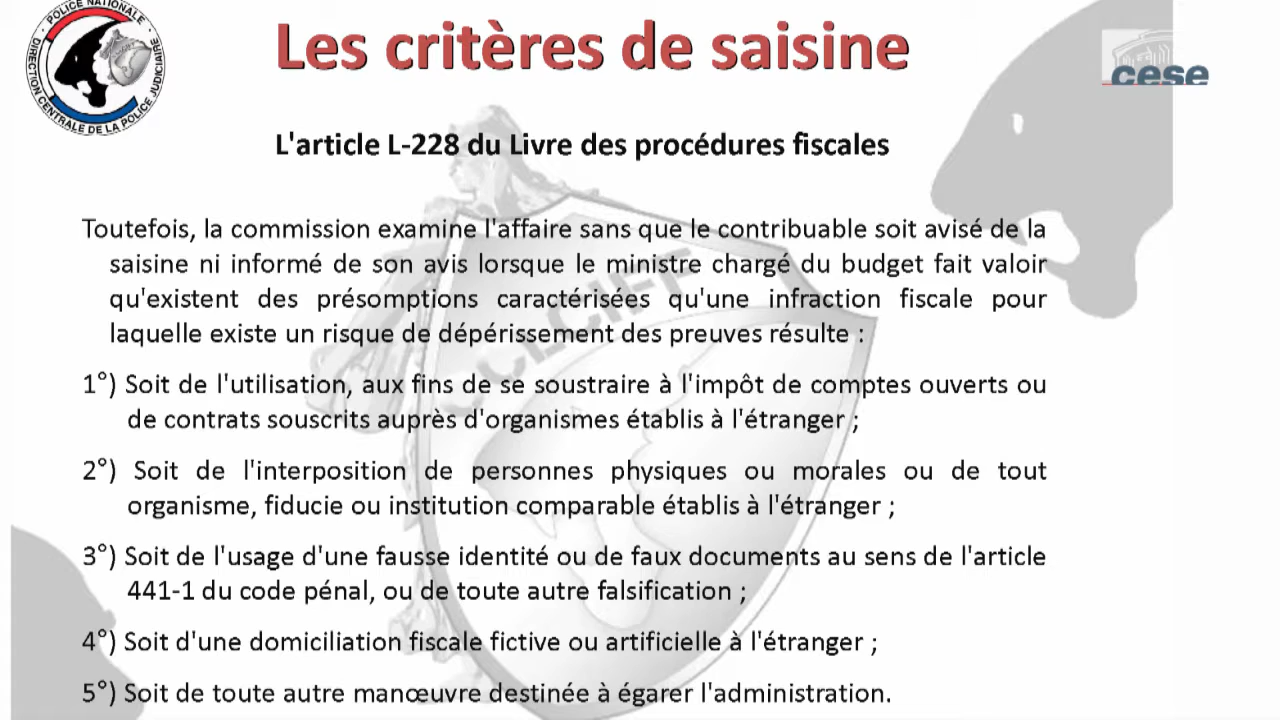 POLICE NATIONALE
DIRECTION CENTRALE DE LA POLICE JUDICIAIRE
Les critères de saisine
cese
L'article L-228 du Livre des procédures fiscales
Toutefois, la commission examine l'affaire sans que le contribuable soit avisé de la
saisine ni informé de son avis lorsque le ministre chargé du budget fait valoir
qu'existent des présomptions caractérisées qu'une infraction fiscale pour
laquelle existe un risque de dépérissement des preuves résulte :
1°) Soit de l'utilisation, aux fins de se soustraire à l'impôt de comptes ouverts ou
de contrats souscrits auprès d'organismes établis à l'étranger ;
2°) Soit de l'interposition de personnes physiques ou morales ou de tout
organisme, fiducie ou institution comparable établis à l'étranger ;
3°) Soit de l'usage d'une fausse identité ou de faux documents au sens de l'article
441-1 du code pénal, ou de toute autre falsification ;
4°) Soit d'une domiciliation fiscale fictive ou artificielle à l'étranger ;
5°) Soit de toute autre manœuvre destinée à égarer l'administration.